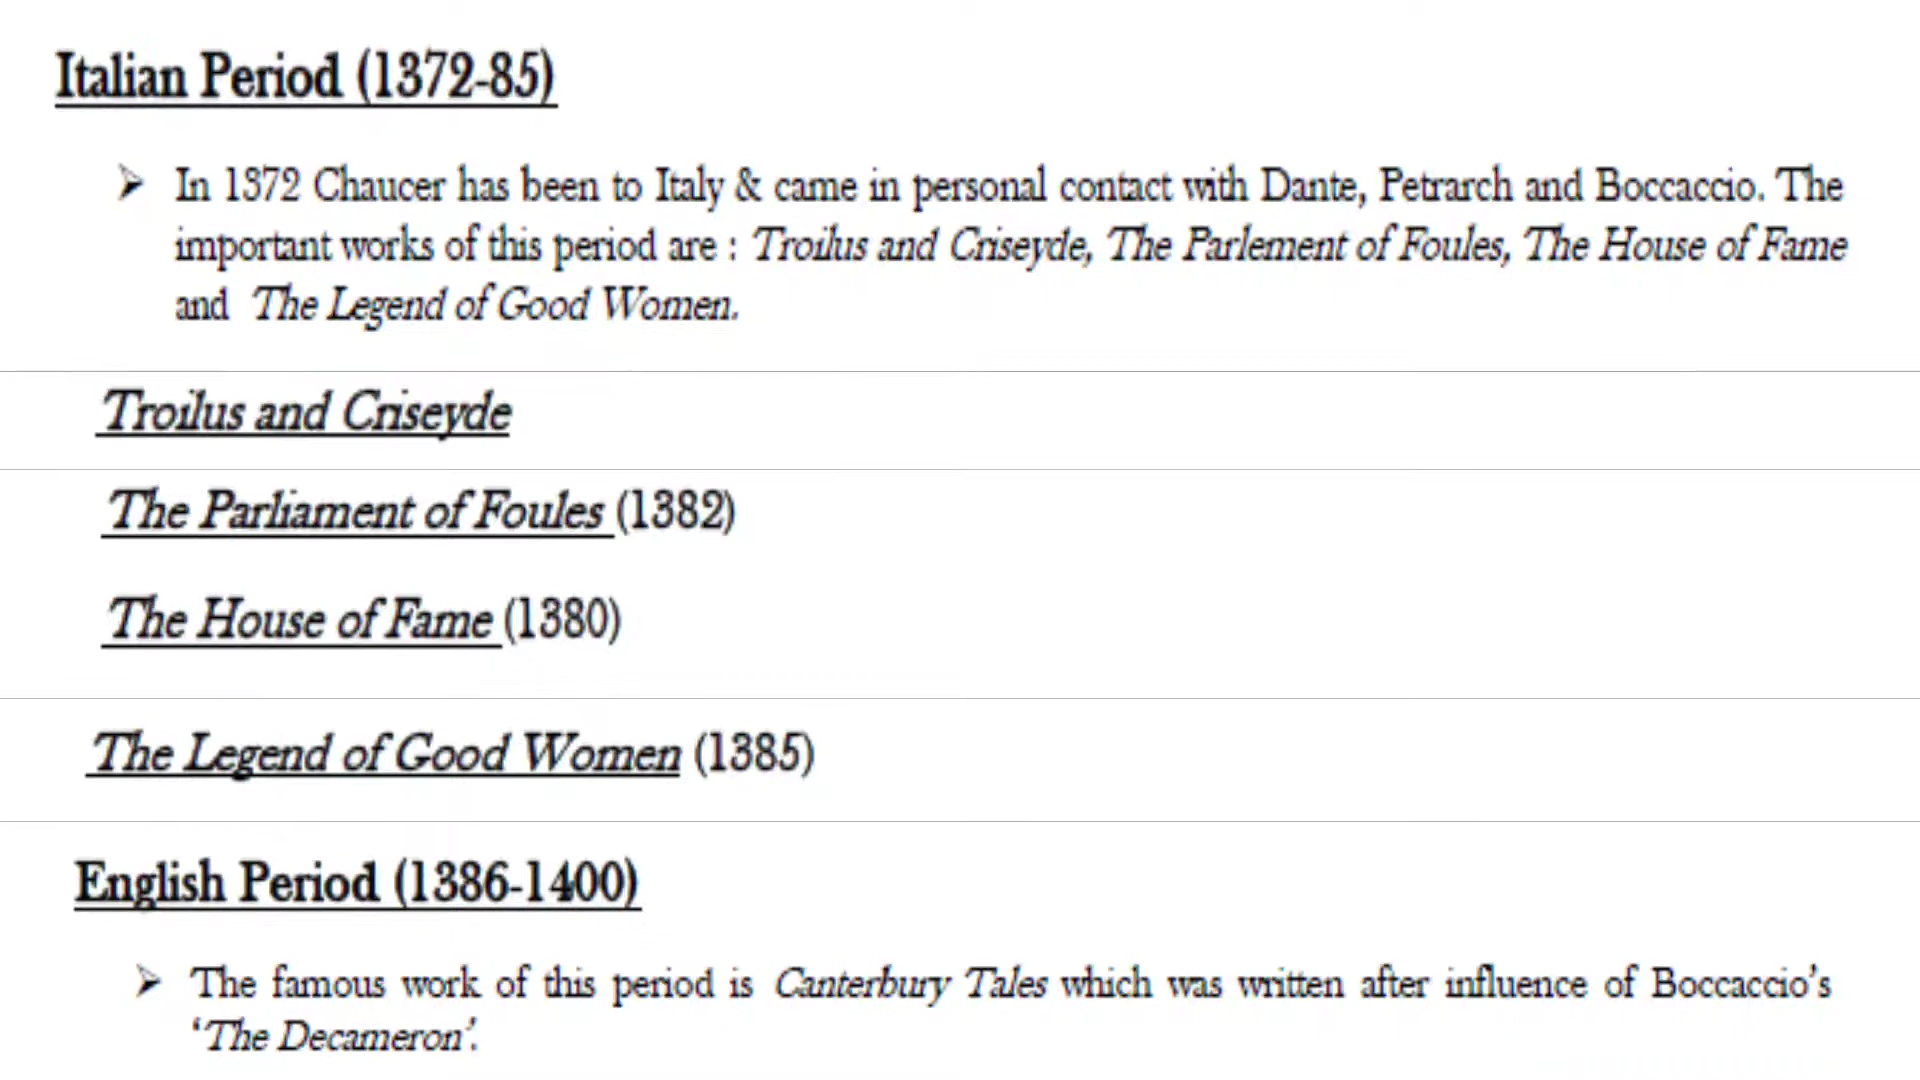 Italian Period (1372-85)
➢ In 1372 Chaucer has been to Italy & came in personal contact with Dante, Petrarch and Boccaccio. The
important works of this period are : Troilus and Criseyde, The Parlement of Foules, The House of Fame
and The Legend of Good Women.
Troilus and Criseyde
The Parliament of Foules (1382)
The House of Fame (1380)
The Legend of Good Women (1385)
English Period (1386-1400)
➢ The famous work of this period is Canterbury Tales which was written after influence of Boccaccio’s
‘The Decameron’.